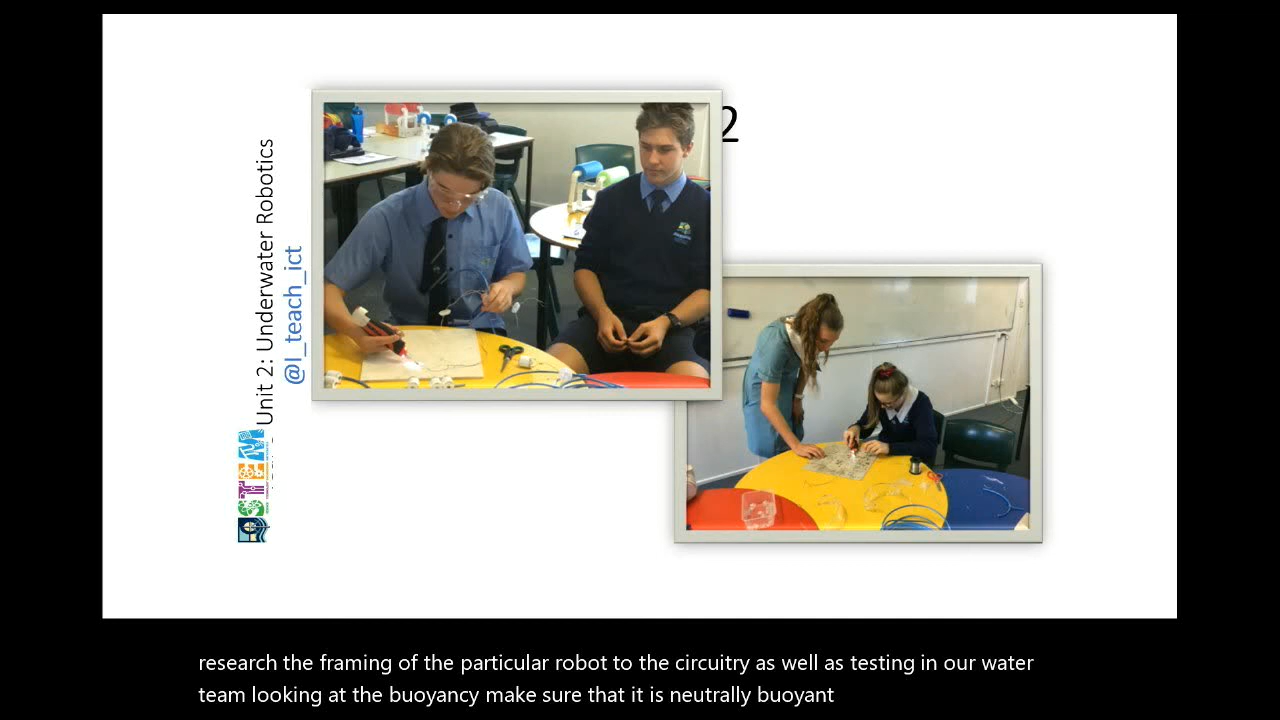 2
Unit 2: Underwater Robotics
@I_teach_ict
STEM
research the framing of the particular robot to the circuitry as well as testing in our water
team looking at the buoyancy make sure that it is neutrally buoyant